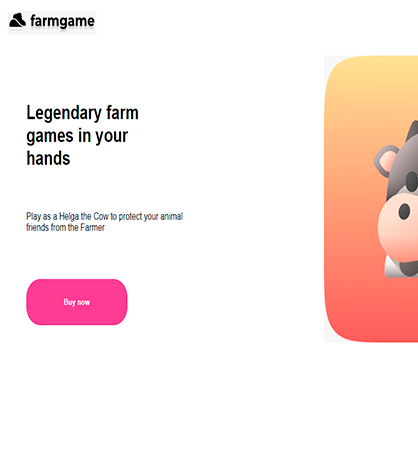 farmgame
Legendary farm
games in your
hands
Play as a Helga the Cow to protect your animal
friends from the Farmer
Buy now